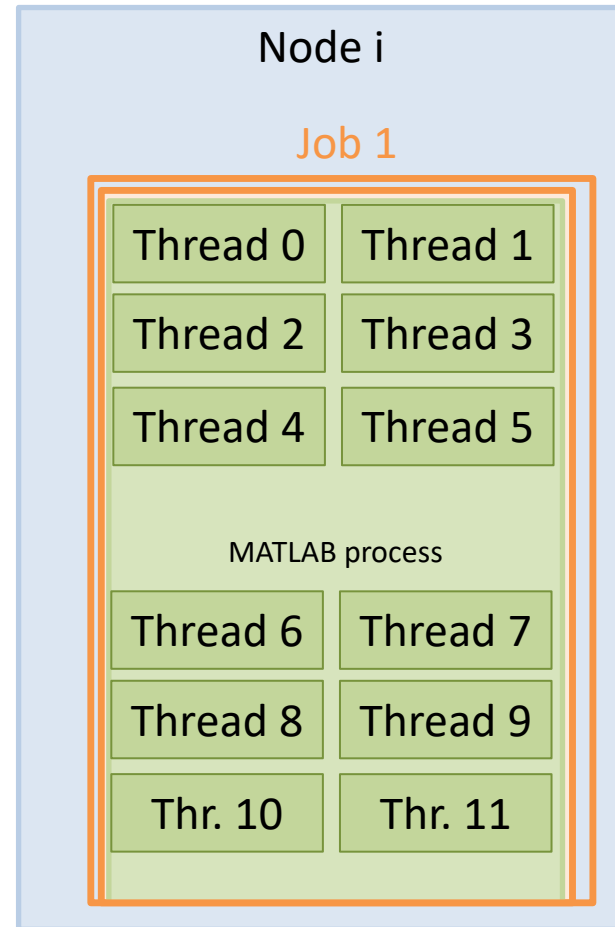 Node i
Job 1
Thread 0 Thread 1
Thread 2 Thread 3
Thread 4 Thread 5
MATLAB process
Thread 6 Thread 7
Thread 8 Thread 9
Thr. 10 Thr. 11